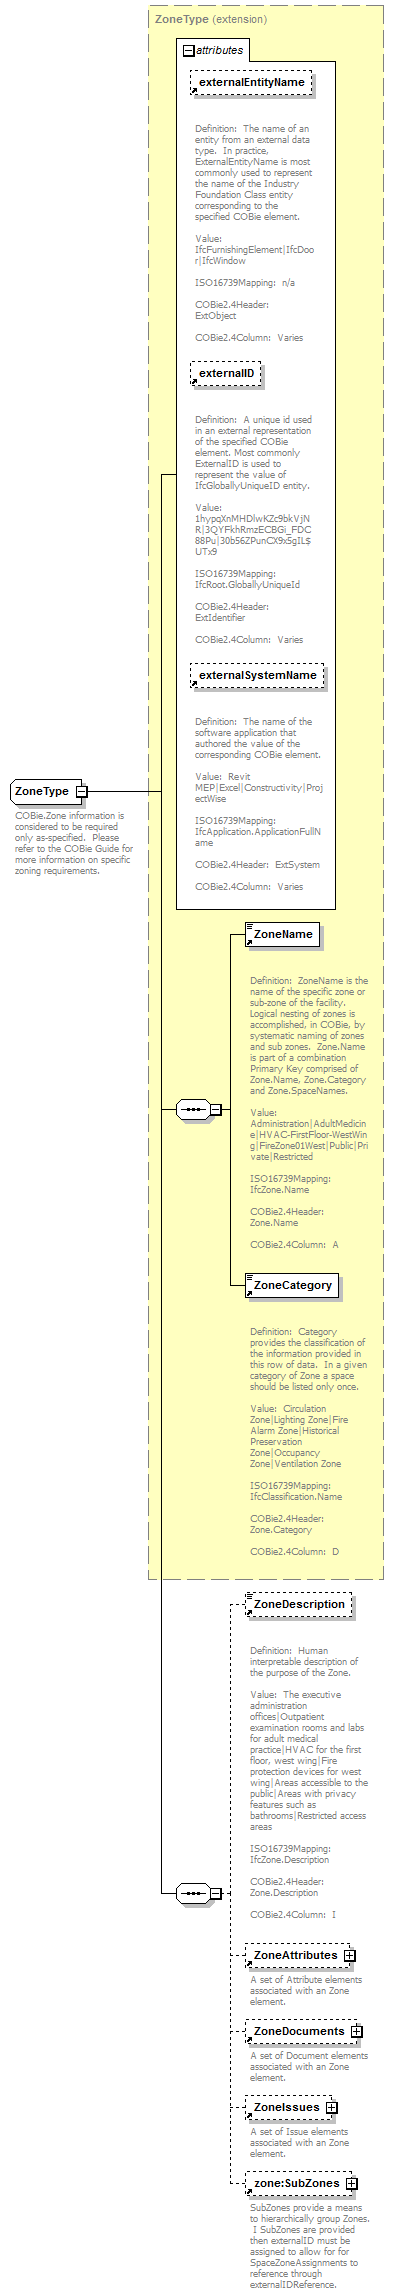 ZoneType (extension)
attributes
externalEntityName
Definition:  The name of an
entity from an external data
type.  In practice,
ExternalEntityName is most
commonly used to represent
the name of the Industry
Foundation Class entity
corresponding to the
specified COBie element.
Value:
IfcFurnishingElement|IfcDoo
r|IfcWindow
ISO16739Mapping:  n/a
COBie2.4Header:
ExtObject
COBie2.4Column:  Varies
externalID
Definition:  A unique id used
in an external representation
of the specified COBie
element. Most commonly
ExternalID is used to
represent the value of
IfcGloballyUniqueID entity.
Value:
1hypqXnMHDlwKZc9bkVjN
R|3QYFkhRmzECBGi_FDC
88Pu|30b56ZPunCX9xSgIL$
UTx9
ISO16739Mapping:
IfcRoot.GloballyUniqueId
COBie2.4Header:
ExtIdentifier
COBie2.4Column:  Varies
externalSystemName
Definition:  The name of the
software application that
authored the value of the
corresponding COBie element.
Value:  Revit
MEP|Excel|Constructivity|Proj
ectWise
ISO16739Mapping:
IfcApplication.ApplicationFullN
ame
COBie2.4Header:  ExtSystem
COBie2.4Column:  Varies
ZoneType
COBie.Zone information is
considered to be required
only as-specified.  Please
refer to the COBie Guide for
more information on specific
zoning requirements.
ZoneName
Definition:  ZoneName is the
name of the specific zone or
sub-zone of the facility.
Logical nesting of zones is
accomplished, in COBie, by
systematic naming of zones
and sub zones.  Zone.Name
is part of a combination
Primary Key comprised of
Zone.Name, Zone.Category
and Zone.SpaceNames.
Value:
Administration|AdultMedicin
e|HVAC-FirstFloor-WestWin
g|FireZone01West|Public|Pri
vate|Restricted
ISO16739Mapping:
IfcZone.Name
COBie2.4Header:
Zone.Name
COBie2.4Column:  A
ZoneCategory
Definition:  Category
provides the classification of
the information provided in
this row of data.  In a given
category of Zone a space
should be listed only once.
Value:  Circulation
Zone|Lighting Zone|Fire
Alarm Zone|Historical
Preservation
Zone|Occupancy
Zone|Ventilation Zone
ISO16739Mapping:
IfcClassification.Name
COBie2.4Header:
Zone.Category
COBie2.4Column:  D
ZoneDescription
Definition:  Human
interpretable description of
the purpose of the Zone.
Value:  The executive
administration
offices|Outpatient
examination rooms and labs
for adult medical
practice|HVAC for the first
floor, west wing|Fire
protection devices for west
wing|Areas accessible to the
public|Areas with privacy
features such as
bathrooms|Restricted access
areas
ISO16739Mapping:
IfcZone.Description
COBie2.4Header:
Zone.Description
COBie2.4Column:  I
ZoneAttributes
A set of Attribute elements
associated with an Zone
element.
ZoneDocuments
A set of Document elements
associated with an Zone
element.
ZoneIssues
A set of Issue elements
associated with an Zone
element.
zone:SubZones
SubZones provide a means
to hierarchically group Zones.
I SubZones are provided
then externalID must be
assigned to allow for for
SpaceZoneAssignments to
reference through
externalIDReference.